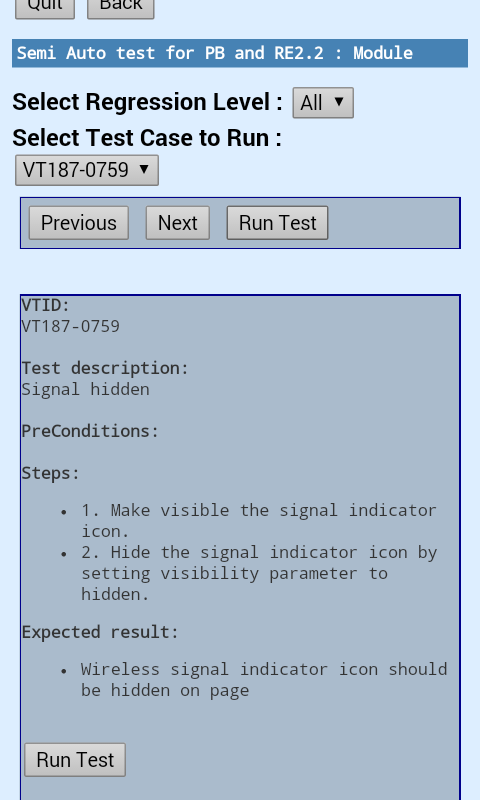 Quit Back
Semi Auto test for PB and RE2.2 : Module
Select Regression Level : All ▼
Select Test Case to Run :
VT187-0759 ▼
Previous Next Run Test
VTID:
VT187-0759
Test description:
Signal hidden
PreConditions:
Steps:
• 1. Make visible the signal indicator
icon.
• 2. Hide the signal indicator icon by
setting visibility parameter to
hidden.
Expected result:
• Wireless signal indicator icon should
be hidden on page
Run Test